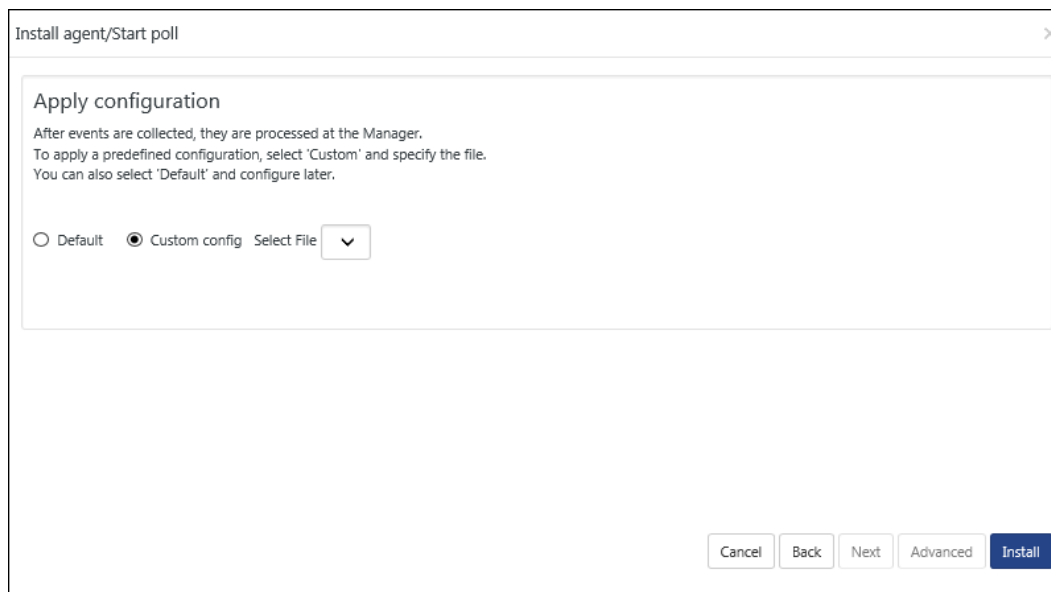 Install agent/Start poll
Apply configuration
After events are collected, they are processed at the Manager.
To apply a predefined configuration, select 'Custom' and specify the file.
You can also select 'Default' and configure later.
Default Custom config Select File
Cancel Back Next Advanced Install